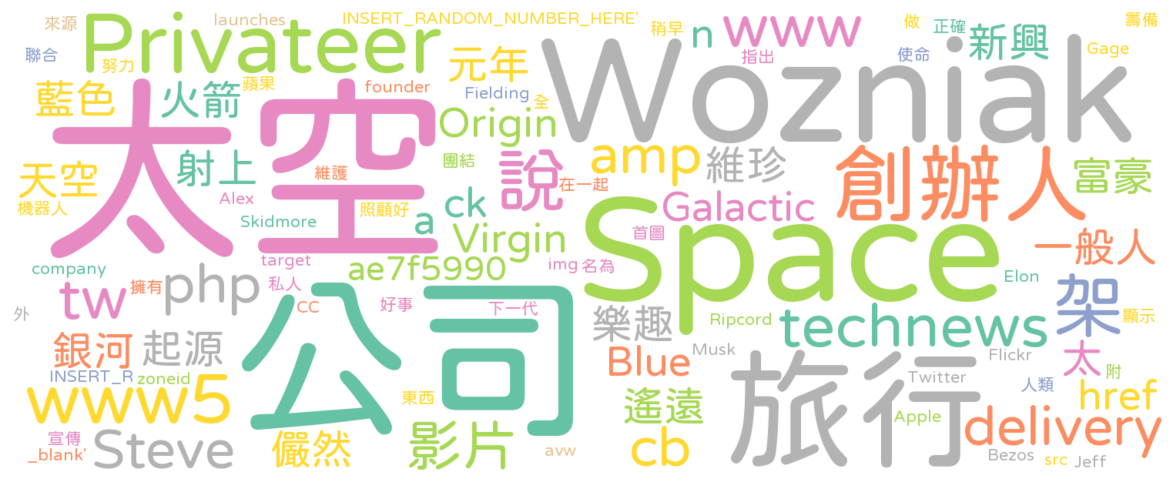 來源 launches INSERT_RANDOM_NUMBER_HERE' 稍早 做 正確 籌備
聯合 努力 Privateer 元年 n www 指出 使命 新興 Gage
藍色 火箭 蘋果 founder Fielding 全 Wozniak
太空 Origin
天空 射上 維護 團結 說 amp 維珍 創辦人 富豪
機器人 Alex 照顧好 在一起
Skidmore a ck Galactic
Virgin 首圖 Space 一般人
company target ae7f5990 img 名為 Elon
tw 擁有 php 私人 好事 下一代 架
外 CC 公司 樂趣 Ripcord technews 顯示
銀河 起源 Blue Musk Flickr 太
INSERT_R zoneid Twitter 人類 附
www5 東西 遙遠 旅行 href
宣傳 Steve 儼然 影片 cb Apple delivery
_blank' avw Bezos src Jeff